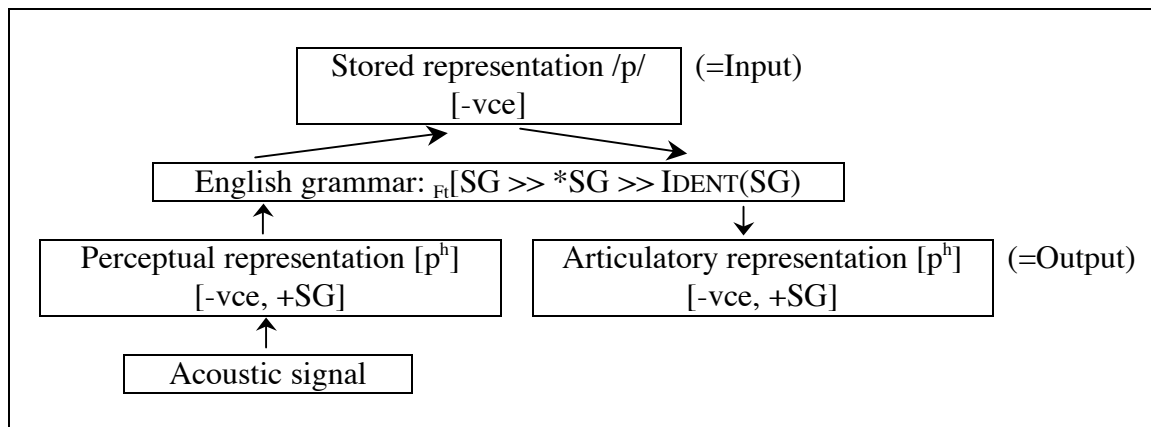 Stored representation /p/ (=Input)
[-vce]
English grammar: Ft[SG >> *SG >> IDENT(SG)
Perceptual representation [pʰ] Articulatory representation [pʰ] (=Output)
[-vce, +SG] [-vce, +SG]
Acoustic signal